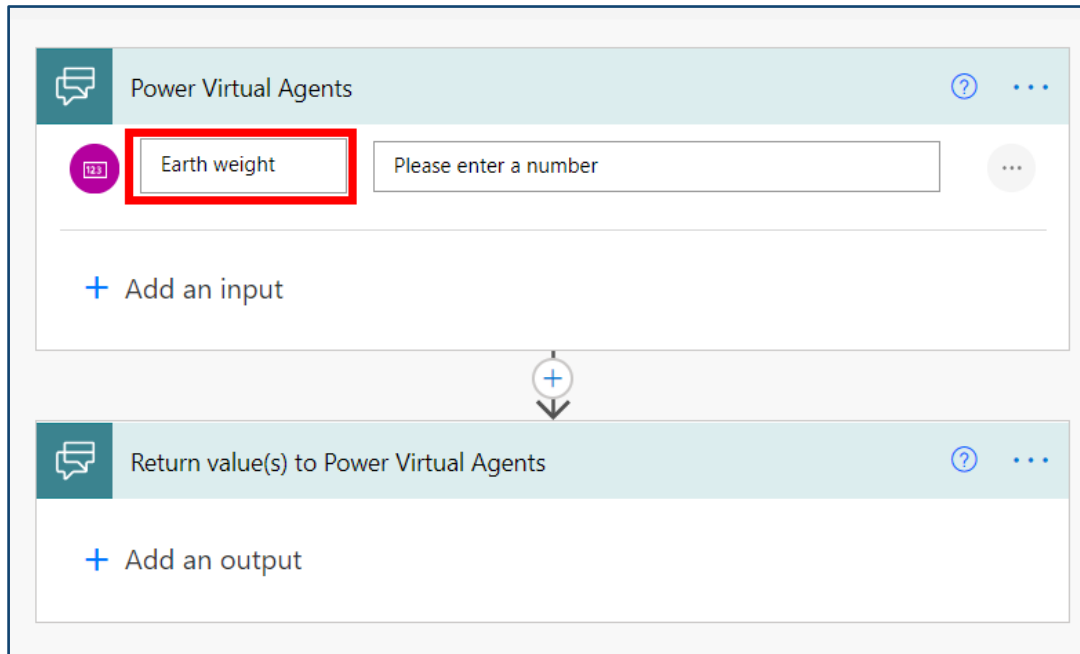 Power Virtual Agents
123
Earth weight
Please enter a number
Add an input
Return value(s) to Power Virtual Agents
Add an output